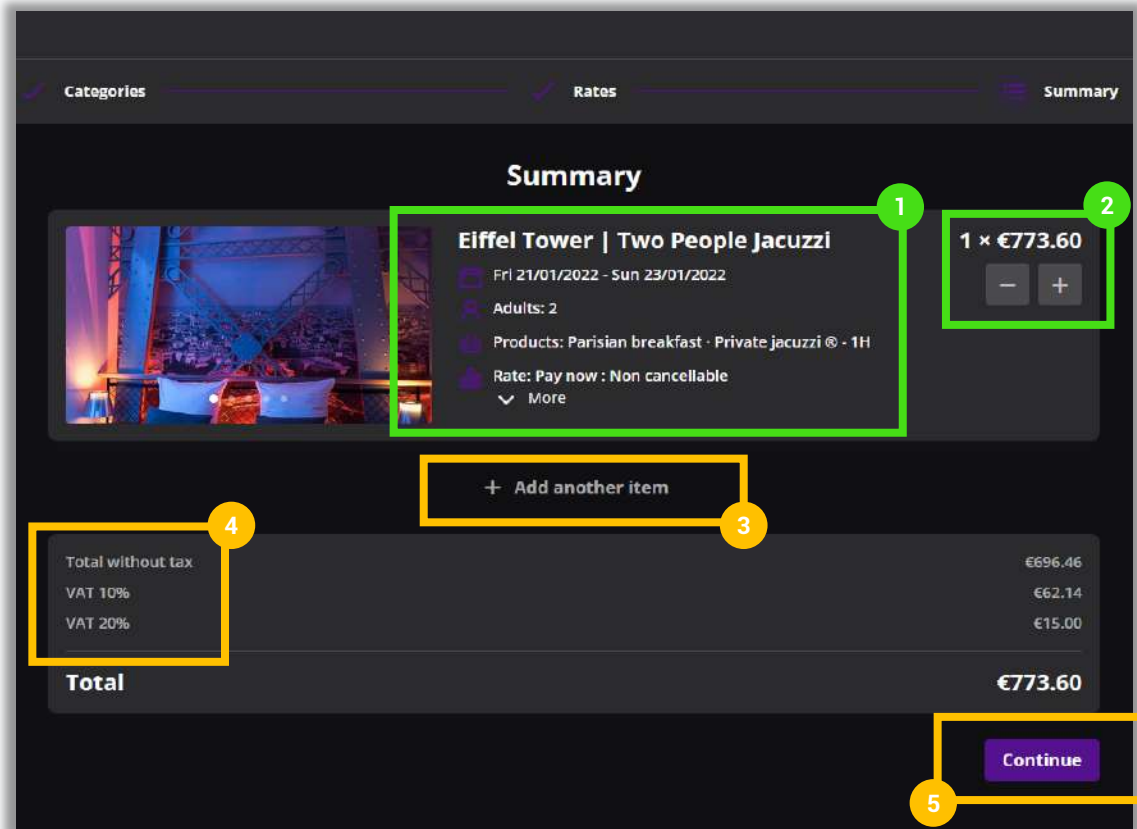 Categories
Rates
Summary
Summary
1
2
Eiffel Tower | Two People Jacuzzi
1 × €773.60
Fri 21/01/2022 - Sun 23/01/2022
− +
Adults: 2
Products: Parisian breakfast · Private jacuzzi ® - 1H
Rate: Pay now : Non cancellable
More
+ Add another item
3
4
Total without tax €696.46
VAT 10% €62.14
VAT 20% €15.00
Total €773.60
Continue
5